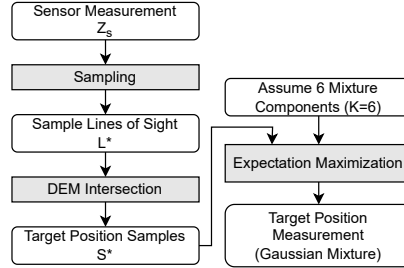 Sensor Measurement
Zs
Sampling
Sample Lines of Sight
L*
DEM Intersection
Target Position Samples
S*
Assume 6 Mixture
Components (K=6)
Expectation Maximization
Target Position
Measurement
(Gaussian Mixture)